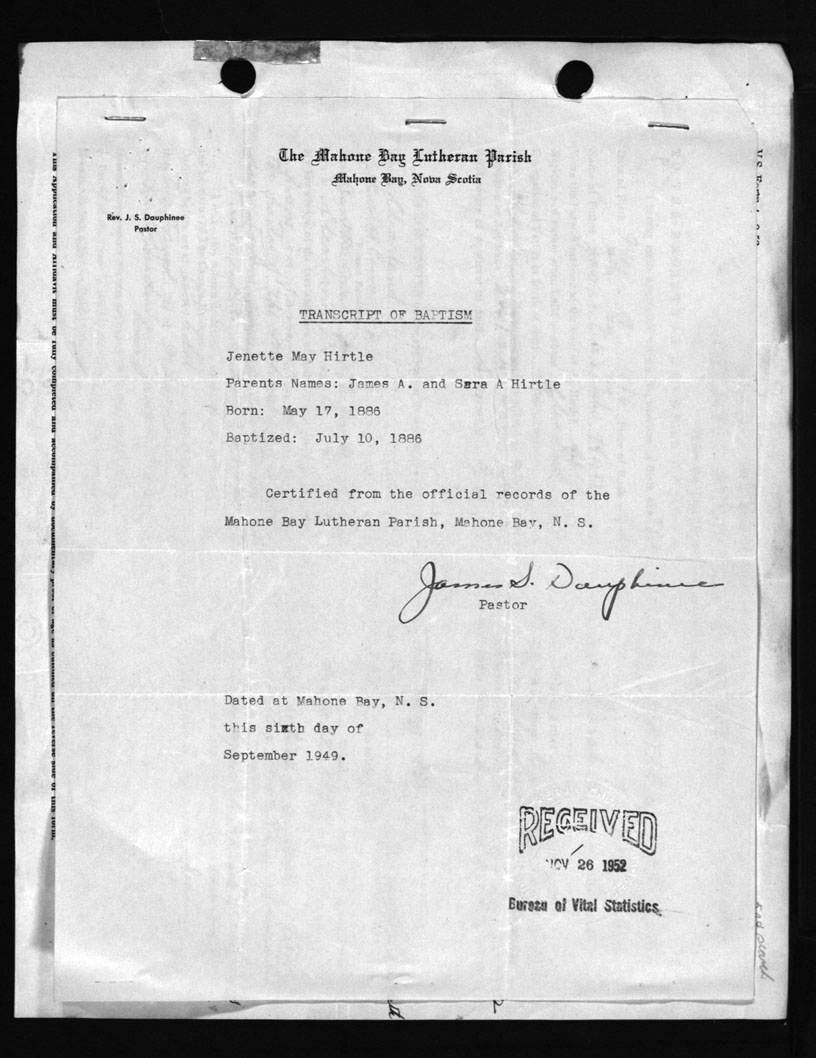 The Mahone Bay Lutheran Parish
Mahone Bay, Nova Scotia
Rev. J. S. Dauphinee
Pastor
TRANSCRIPT OF BAPTISM
Jenette May Hirtle
Parents Names: James A. and Sara A Hirtle
Born: May 17, 1886
Baptized: July 10, 1886
Certified from the official records of the
Mahone Bay Lutheran Parish, Mahone Bay, N. S.
James S. Dauphinee
Pastor
Dated at Mahone Bay, N. S.
this sixth day of
September 1949.
RECEIVED
NOV 26 1952
Bureau of Vital Statistics